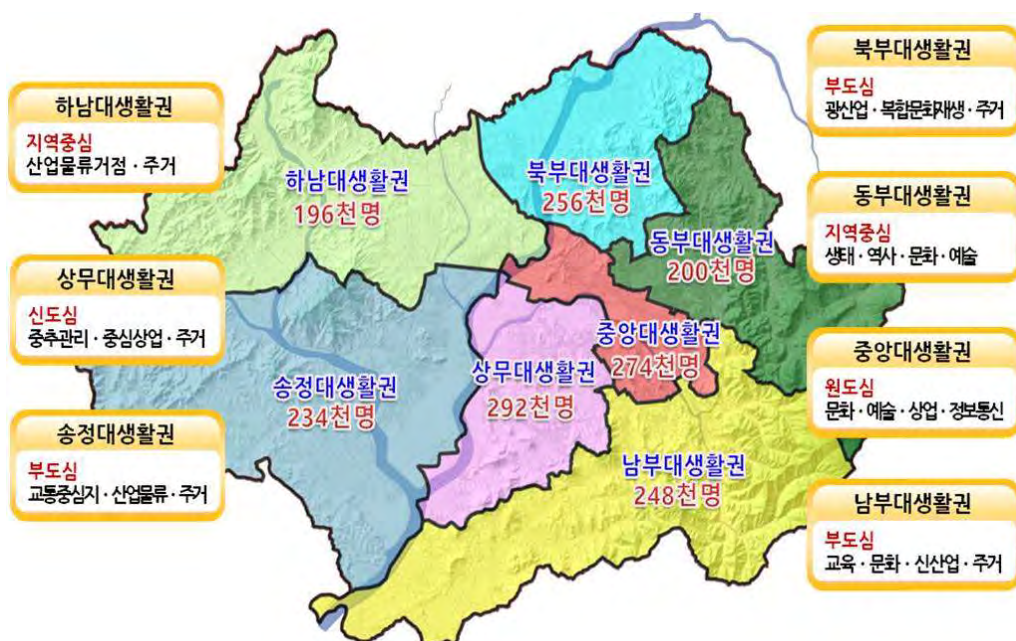 하남대생활권
지역중심
산업물류거점 · 주거
상무대생활권
신도심
중추관리 · 중심상업 · 주거
송정대생활권
부도심
교통중심지 · 산업물류 · 주거
하남대생활권
196천명
북부대생활권
256천명
동부대생활권
200천명
중앙대생활권
274천명
상무대생활권
292천명
송정대생활권
234천명
남부대생활권
248천명
북부대생활권
부도심
광산업 · 복합문화재생 · 주거
동부대생활권
지역중심
생태 · 역사 · 문화 · 예술
중앙대생활권
원도심
문화 · 예술 · 상업 · 정보통신
남부대생활권
부도심
교육 · 문화 · 신산업 · 주거